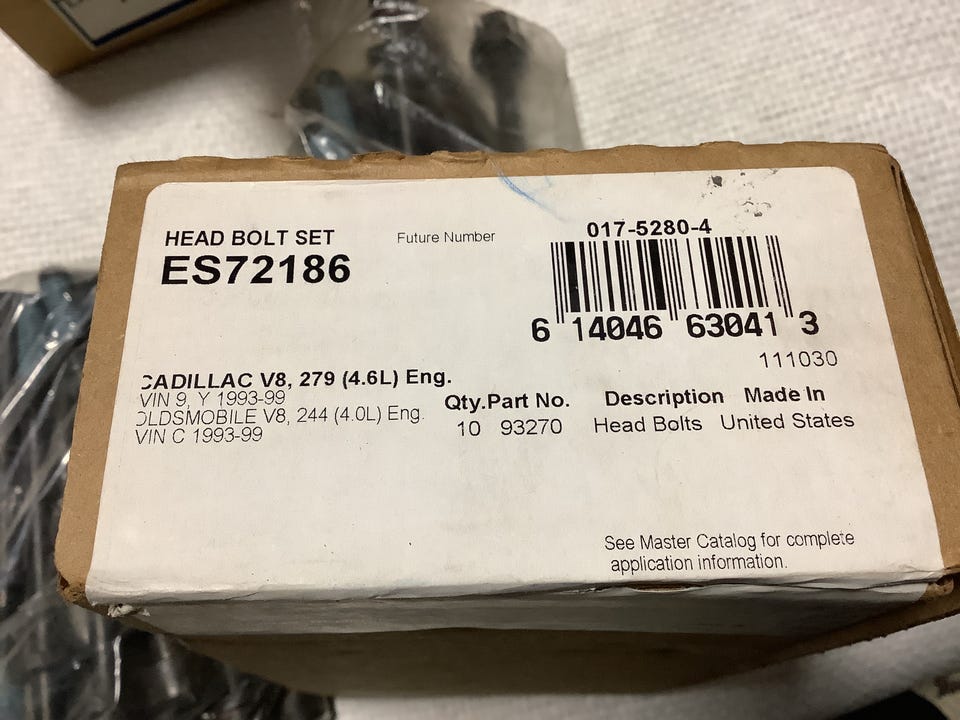 HEAD BOLT SET
ES72186
Future Number
017-5280-4
6 14046 63041 3
111030
CADILLAC V8, 279 (4.6L) Eng.
VIN 9, Y 1993-99
OLDSMOBILE V8, 244 (4.0L) Eng.
VIN C 1993-99
Qty. Part No. Description Made In
10 93270 Head Bolts United States
See Master Catalog for complete
application information.